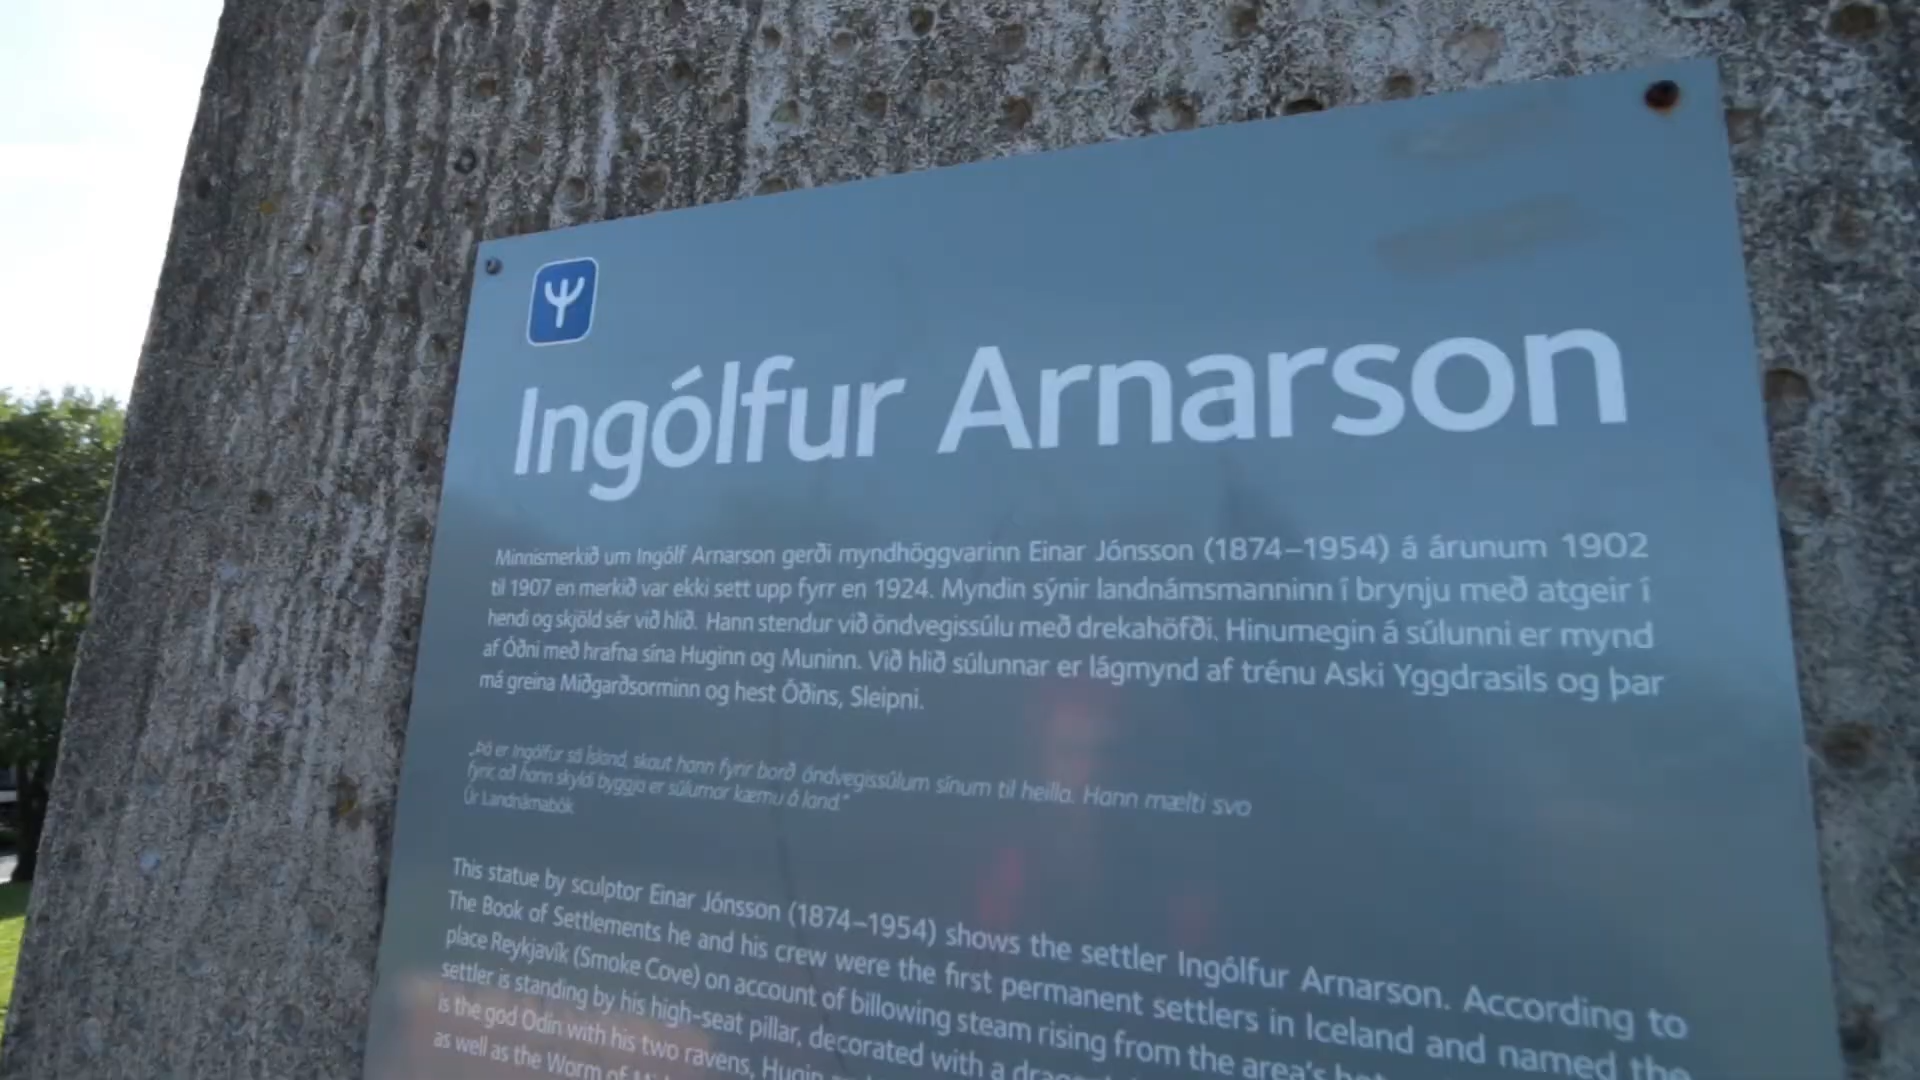 Ingólfur Arnarson
Minnismerkið um Ingólf Arnarson gerði myndhöggvarinn Einar Jónsson (1874–1954) á árunum 1902
til 1907 en merkið var ekki sett upp fyrr en 1924. Myndin sýnir landnámsmanninn í brynju með atgeir í
hendi og skjöld sér við hlið. Hann stendur við öndvegissúlu með drekahöfði. Hinumegin á súlunni er mynd
af Óðni með hrafna sína Huginn og Muninn. Við hlið súlunnar er lágmynd af trénu Aski Yggdrasils og þar
má greina Miðgarðsorminn og hest Óðins, Sleipni.
„Þá er Ingólfur sá Ísland, skaut hann fyrir borð öndvegissúlum sínum til heilla. Hann mælti svo
fyrir, að hann skyldi byggja er súlurnar kæmu á land.“
Úr Landnámabók
This statue by sculptor Einar Jónsson (1874–1954) shows the settler Ingólfur Arnarson. According to
The Book of Settlements he and his crew were the first permanent settlers in Iceland and named the
place Reykjavík (Smoke Cove) on account of billowing steam rising from the area's
settler is standing by his high-seat pillar, decorated with a
is the god Odin with his two ravens, Hugin
as well as the Worm of